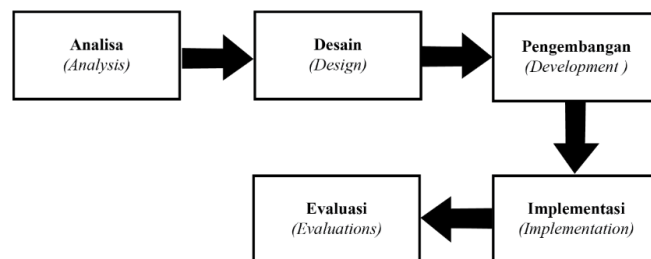 Analisa
(Analysis)
Desain
(Design)
Pengembangan
(Development )
Implementasi
(Implementation)
Evaluasi
(Evaluations)